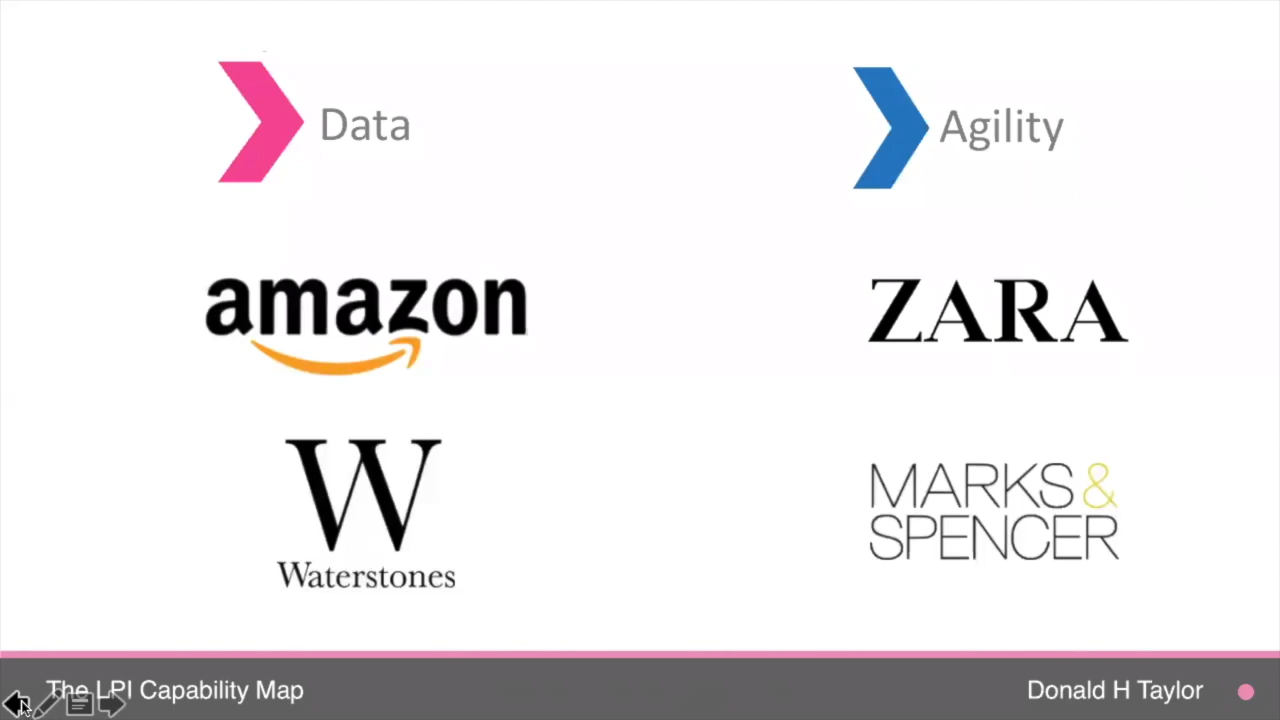 Data
Agility
amazon
ZARA
W
Waterstones
MARKS &
SPENCER
The LPI Capability Map
Donald H Taylor